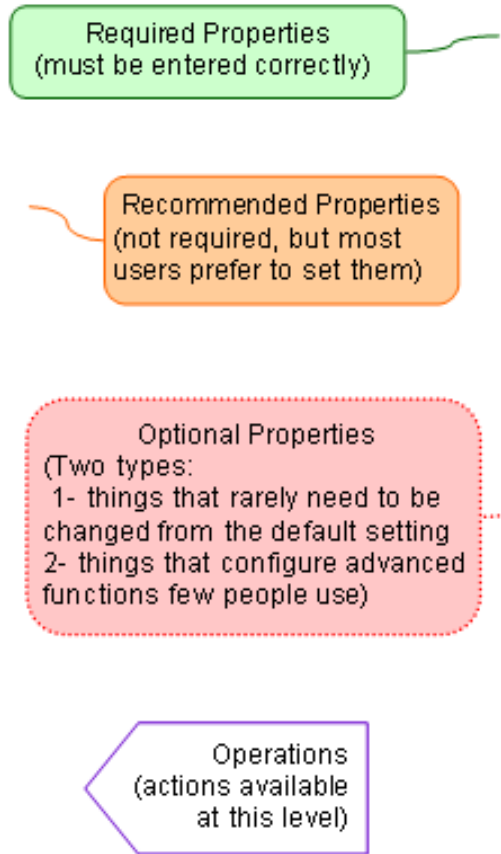 Required Properties
(must be entered correctly)
Recommended Properties
(not required, but most
users prefer to set them)
Optional Properties
(Two types:
1- things that rarely need to be
changed from the default setting
2- things that configure advanced
functions few people use)
Operations
(actions available
at this level)